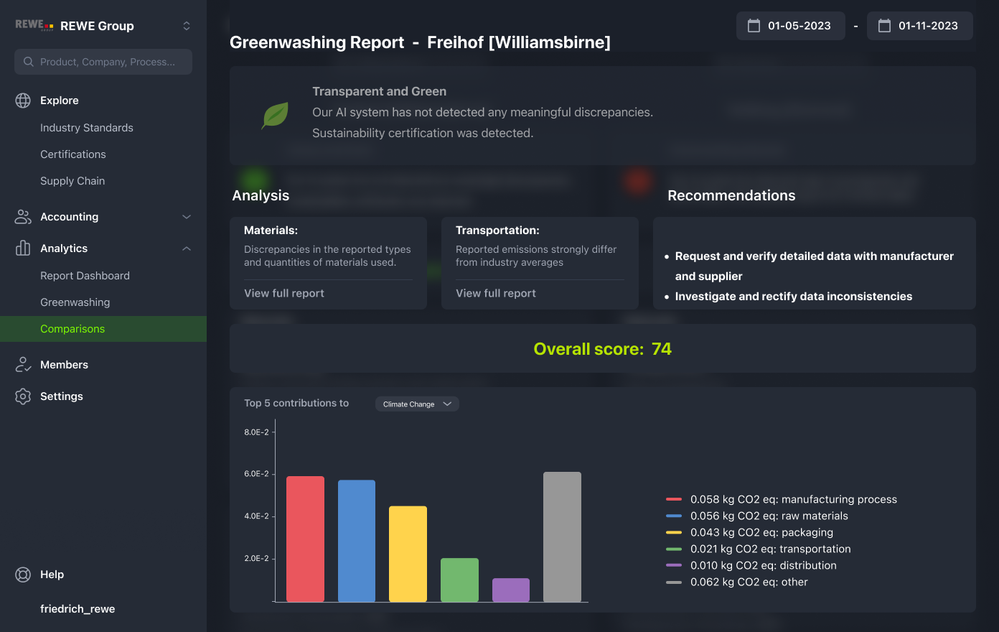 REWE
REWE Group
Product, Company, Process...
Explore
Industry Standards
Certifications
Supply Chain
Accounting
Analytics
Report Dashboard
Greenwashing
Comparisons
Members
Settings
Help
friedrich_rewe
01-05-2023 - 01-11-2023
Greenwashing Report - Freihof [Williamsbirne]
Transparent and Green
Our AI system has not detected any meaningful discrepancies.
Sustainability certification was detected.
Analysis
Materials:
Discrepancies in the reported types
and quantities of materials used.
View full report
Transportation:
Reported emissions strongly differ
from industry averages
View full report
Recommendations
• Request and verify detailed data with manufacturer
and supplier
• Investigate and rectify data inconsistencies
Overall score: 74
Top 5 contributions to
Climate Change
8.0E-2
6.0E-2
4.0E-2
2.0E-2
0.058 kg CO2 eq: manufacturing process
0.056 kg CO2 eq: raw materials
0.043 kg CO2 eq: packaging
0.021 kg CO2 eq: transportation
0.010 kg CO2 eq: distribution
0.062 kg CO2 eq: other